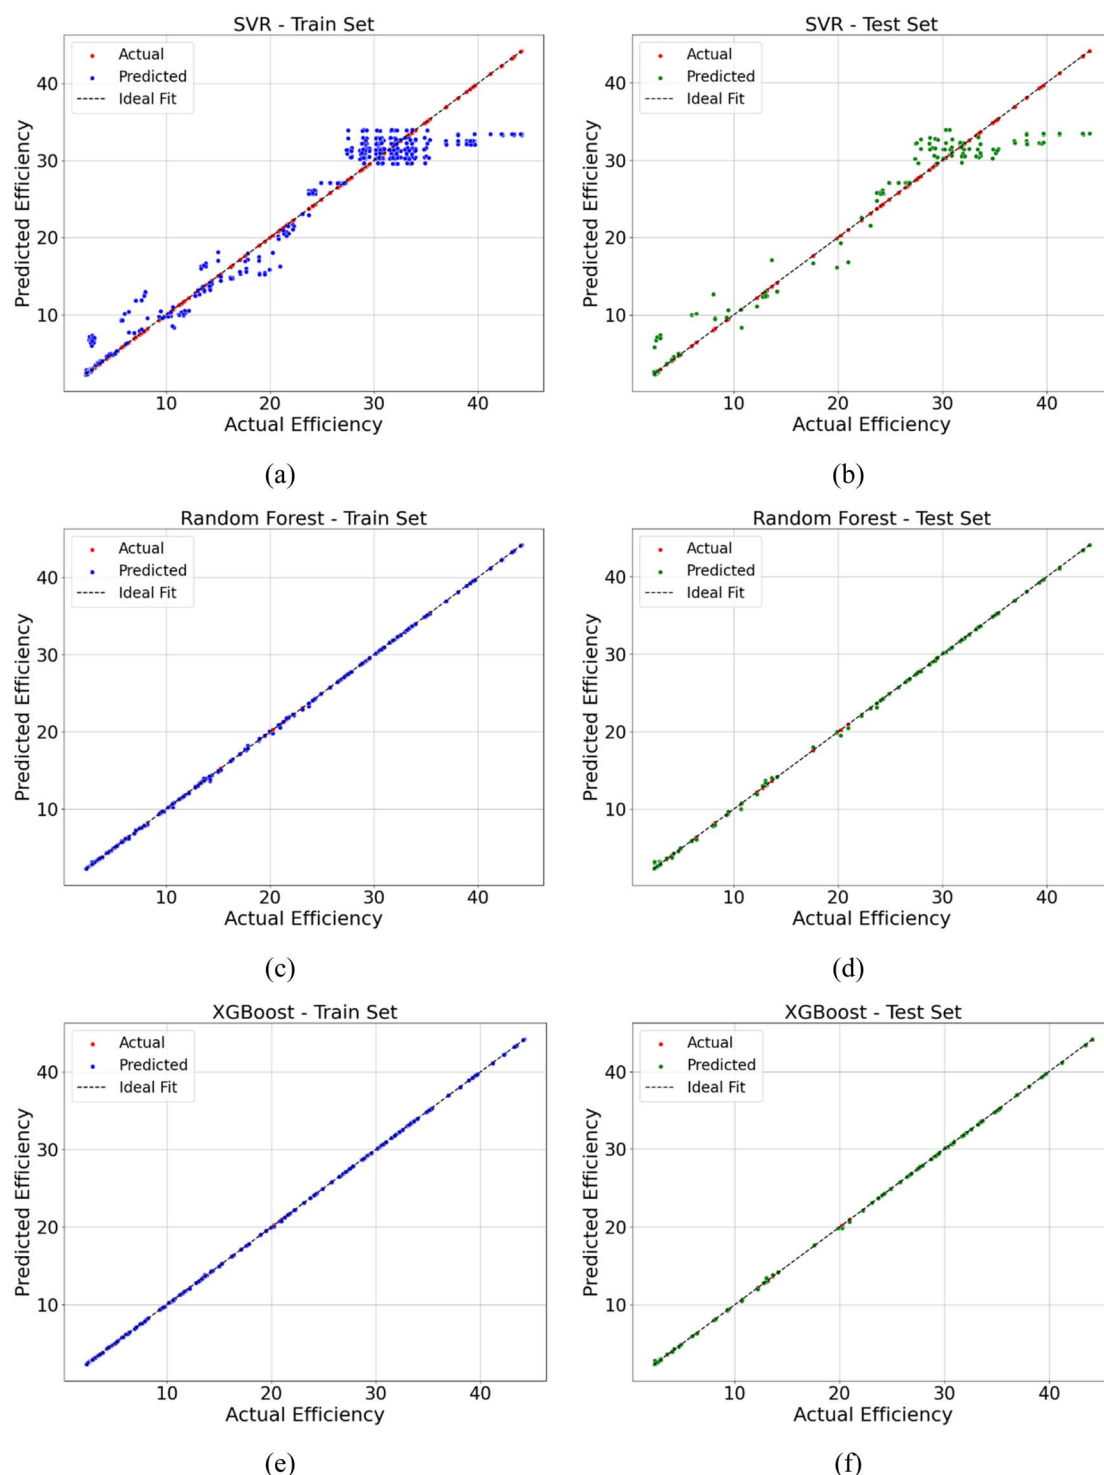 SVR - Train Set
Actual
Predicted
Ideal Fit
40
30
20
10
Predicted Efficiency
10 20 30 40
Actual Efficiency
(a)
SVR - Test Set
Actual
Predicted
Ideal Fit
40
30
20
10
Predicted Efficiency
10 20 30 40
Actual Efficiency
(b)
Random Forest - Train Set
Actual
Predicted
Ideal Fit
40
30
20
10
Predicted Efficiency
10 20 30 40
Actual Efficiency
(c)
Random Forest - Test Set
Actual
Predicted
Ideal Fit
40
30
20
10
Predicted Efficiency
10 20 30 40
Actual Efficiency
(d)
XGBoost - Train Set
Actual
Predicted
Ideal Fit
40
30
20
10
Predicted Efficiency
10 20 30 40
Actual Efficiency
(e)
XGBoost - Test Set
Actual
Predicted
Ideal Fit
40
30
20
10
Predicted Efficiency
10 20 30 40
Actual Efficiency
(f)